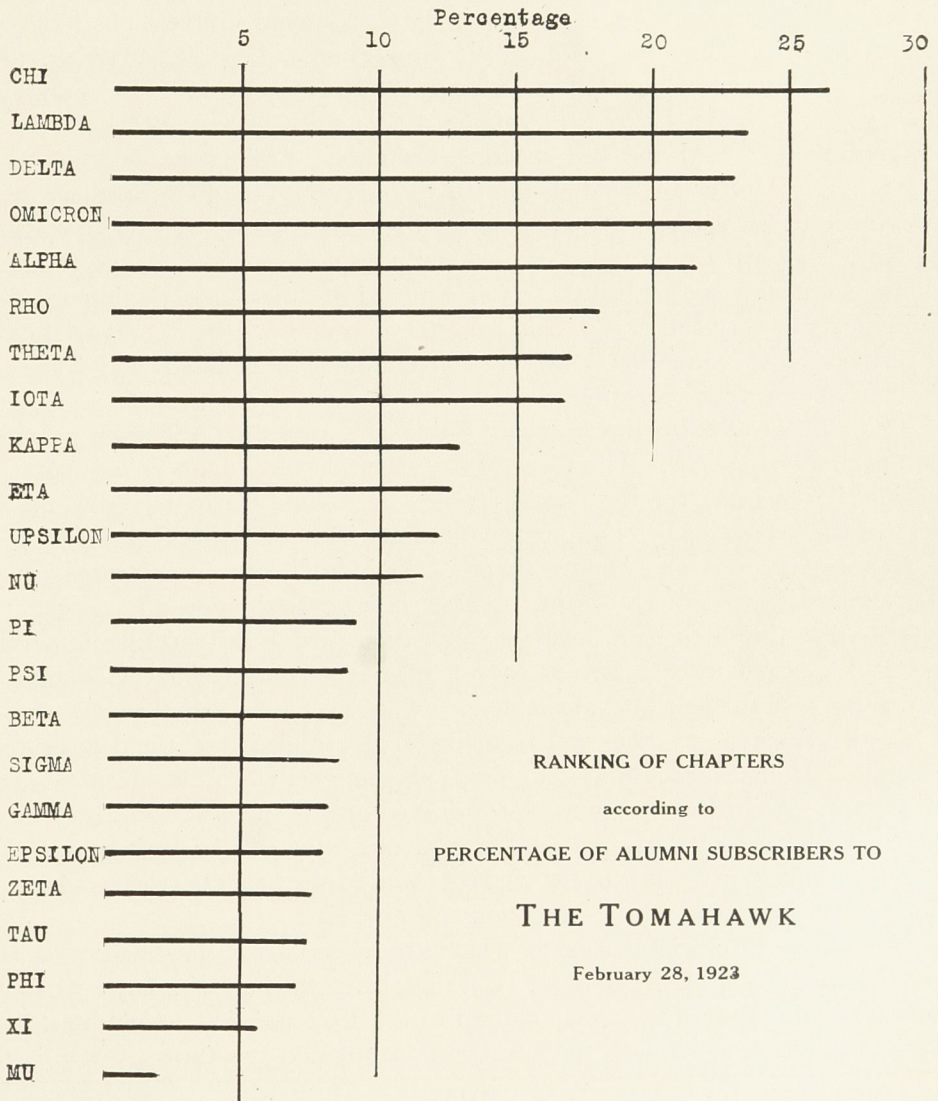 Percentage
5 10 15 20 25 30
CHI
LAMBDA
DELTA
OMICRON
ALPHA
RHO
THETA
IOTA
KAPPA
ETA
UPSILON
NU
PI
PSI
BETA
SIGMA
GAMMA
EPSILON
ZETA
TAU
PHI
XI
MU
RANKING OF CHAPTERS
according to
PERCENTAGE OF ALUMNI SUBSCRIBERS TO
THE TOMAHAWK
February 28, 1923